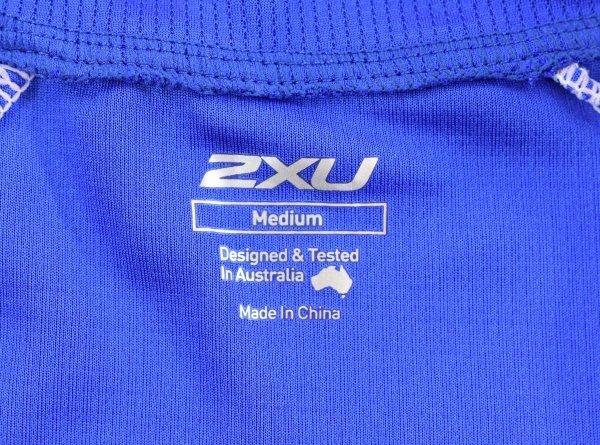 2XU
Medium
Designed & Tested
In Australia
Made In China